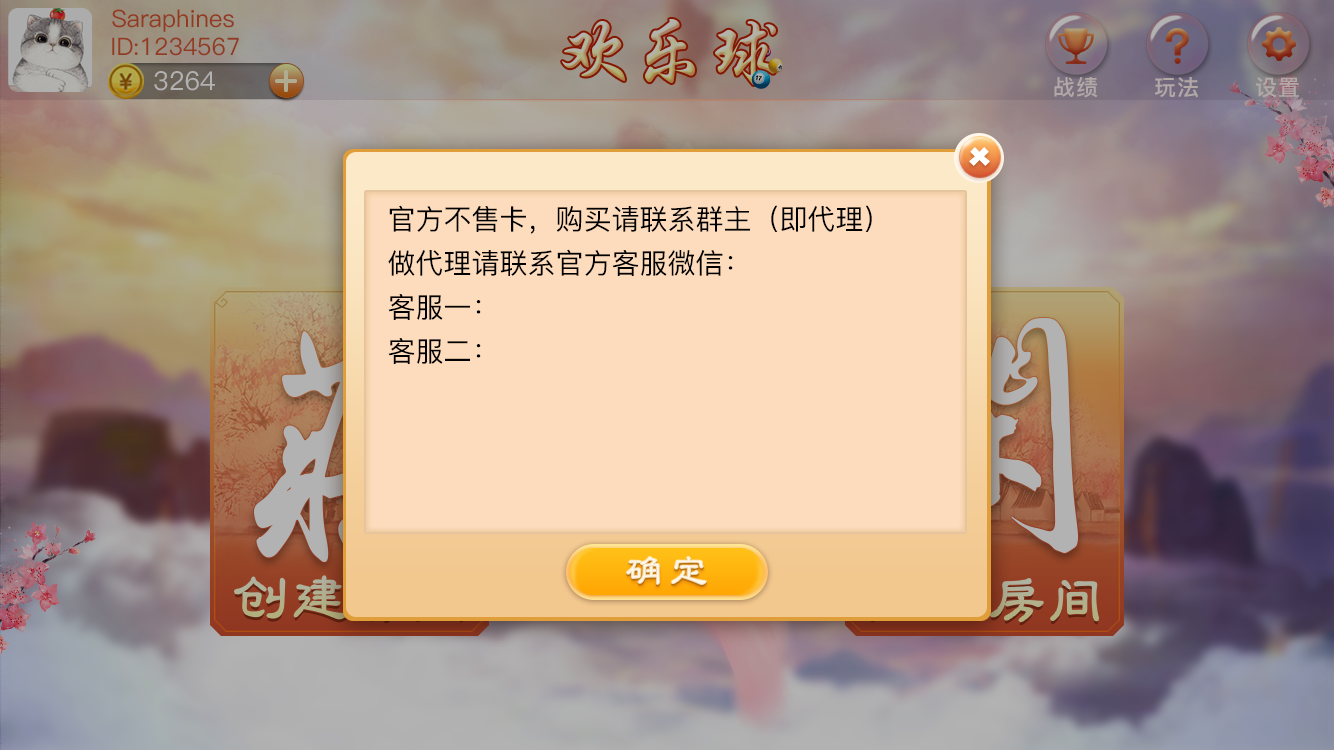 Saraphines
ID:1234567
¥ 3264
欢乐球
17
战绩
玩法
设置
官方不售卡，购买请联系群主（即代理）
做代理请联系官方客服微信：
客服一：
客服二：
确定
创建
房间